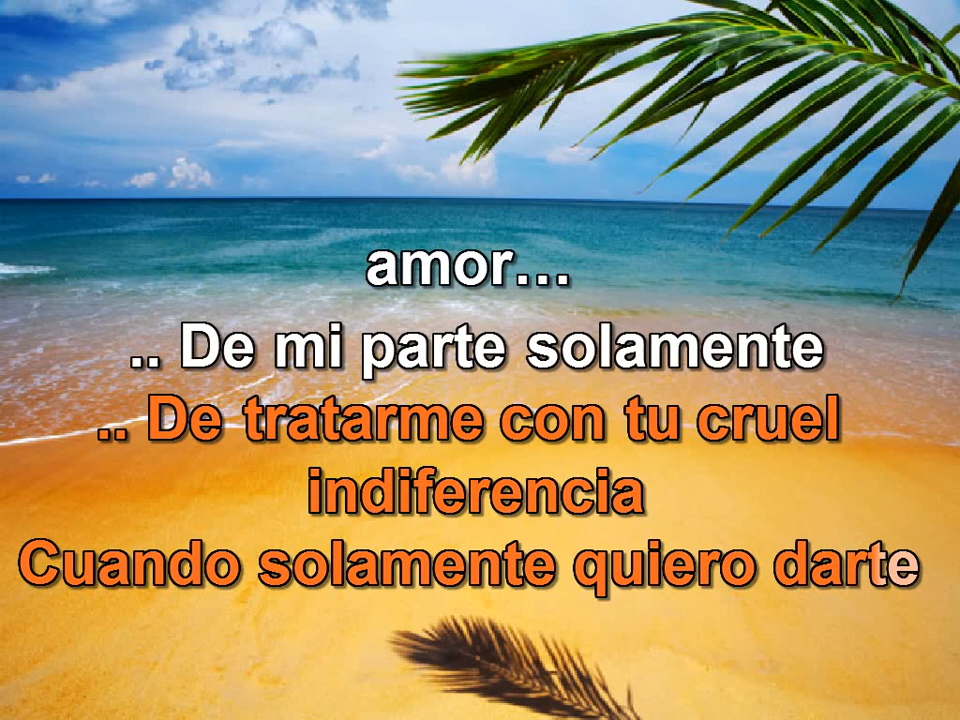 amor...
.. De mi parte solamente
.. De tratarme con tu cruel
indiferencia
Cuando solamente quiero darte